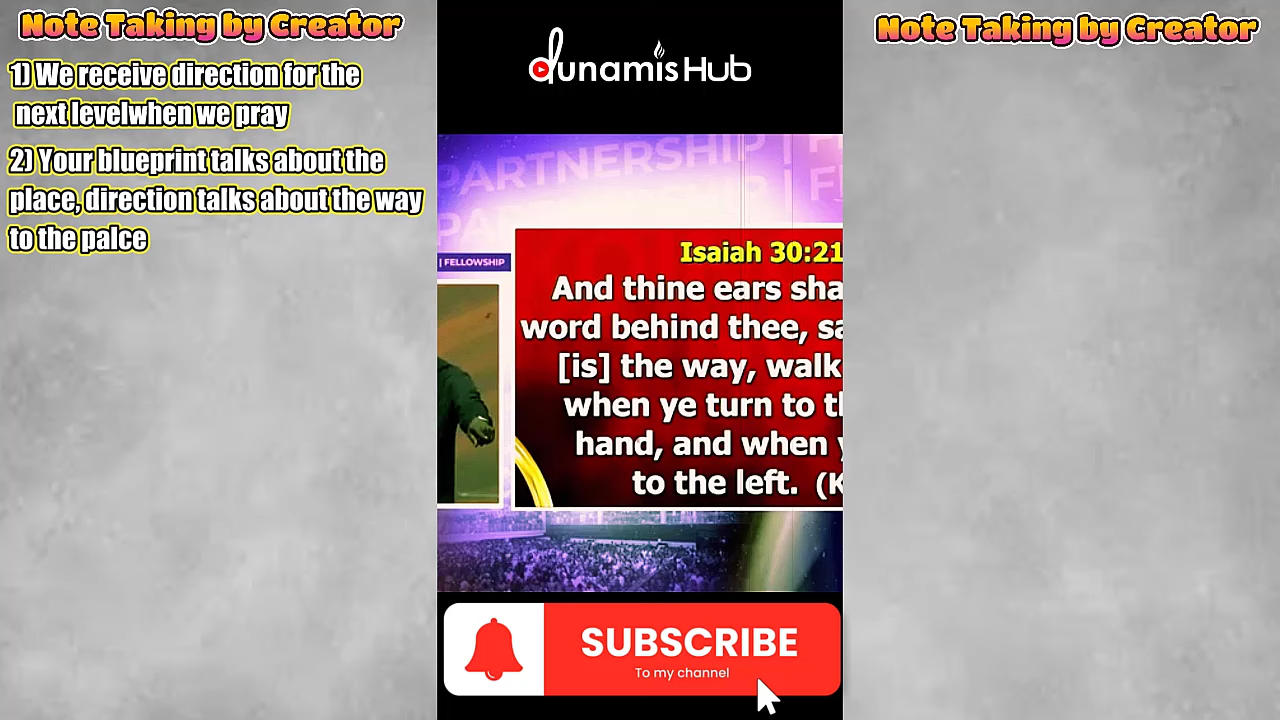 Note Taking by Creator
1) We receive direction for the
next levelwhen we pray
2) Your blueprint talks about the
place, direction talks about the way
to the palce
dunamis HUB
PARTNERSHIP |
| FELLOWSHIP
Isaiah 30:21
And thine ears sha
word behind thee, sa
[is] the way, walk
when ye turn to th
hand, and when y
to the left. (K
SUBSCRIBE
To my channel
Note Taking by Creator